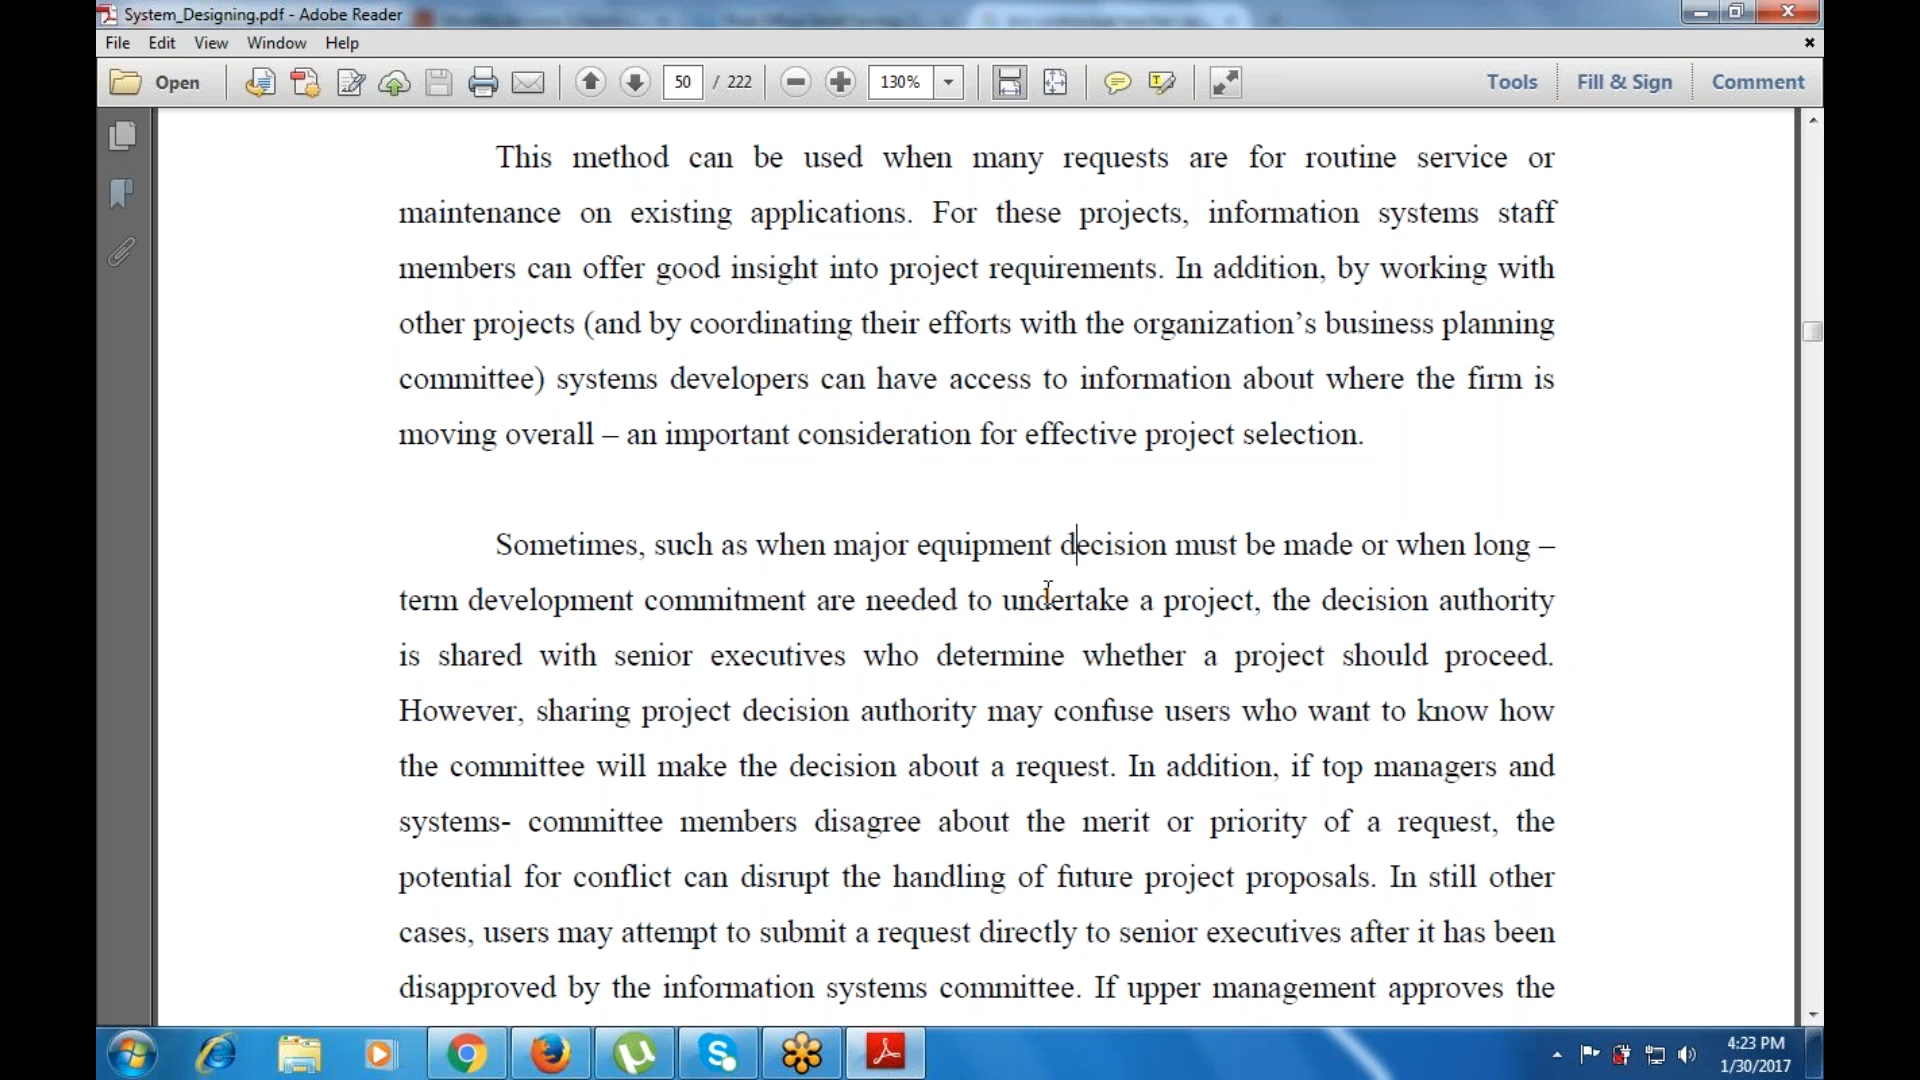 System_Designing.pdf - Adobe Reader
File Edit View Window Help
Open 50 / 222 130% Tools Fill & Sign Comment
This method can be used when many requests are for routine service or
maintenance on existing applications. For these projects, information systems staff
members can offer good insight into project requirements. In addition, by working with
other projects (and by coordinating their efforts with the organization’s business planning
committee) systems developers can have access to information about where the firm is
moving overall – an important consideration for effective project selection.
Sometimes, such as when major equipment decision must be made or when long –
term development commitment are needed to undertake a project, the decision authority
is shared with senior executives who determine whether a project should proceed.
However, sharing project decision authority may confuse users who want to know how
the committee will make the decision about a request. In addition, if top managers and
systems- committee members disagree about the merit or priority of a request, the
potential for conflict can disrupt the handling of future project proposals. In still other
cases, users may attempt to submit a request directly to senior executives after it has been
disapproved by the information systems committee. If upper management approves the
4:23 PM
1/30/2017